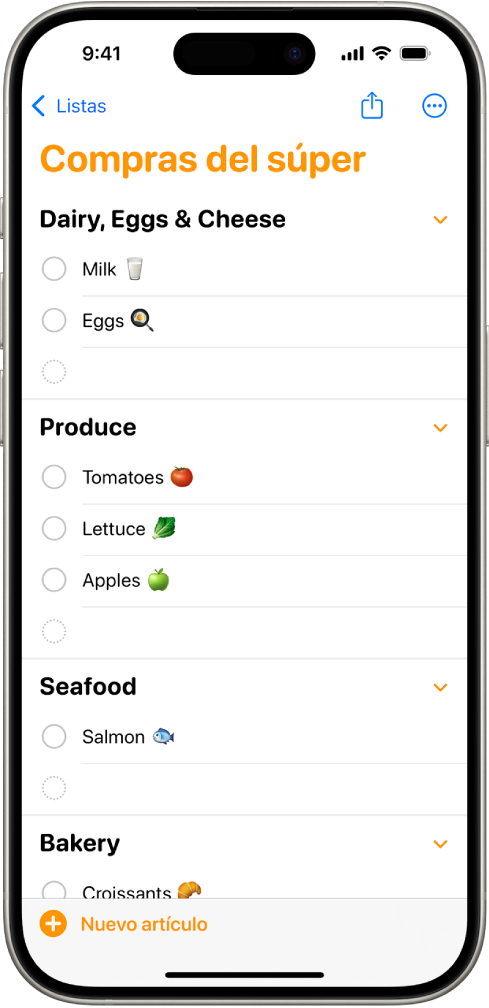 9:41
Listas
Compras del súper
Dairy, Eggs & Cheese
Milk 🥛
Eggs 🍳
Produce
Tomatoes 🍅
Lettuce 🥬
Apples 🍏
Seafood
Salmon 🐟
Bakery
Croissants 🥐
Nuevo artículo